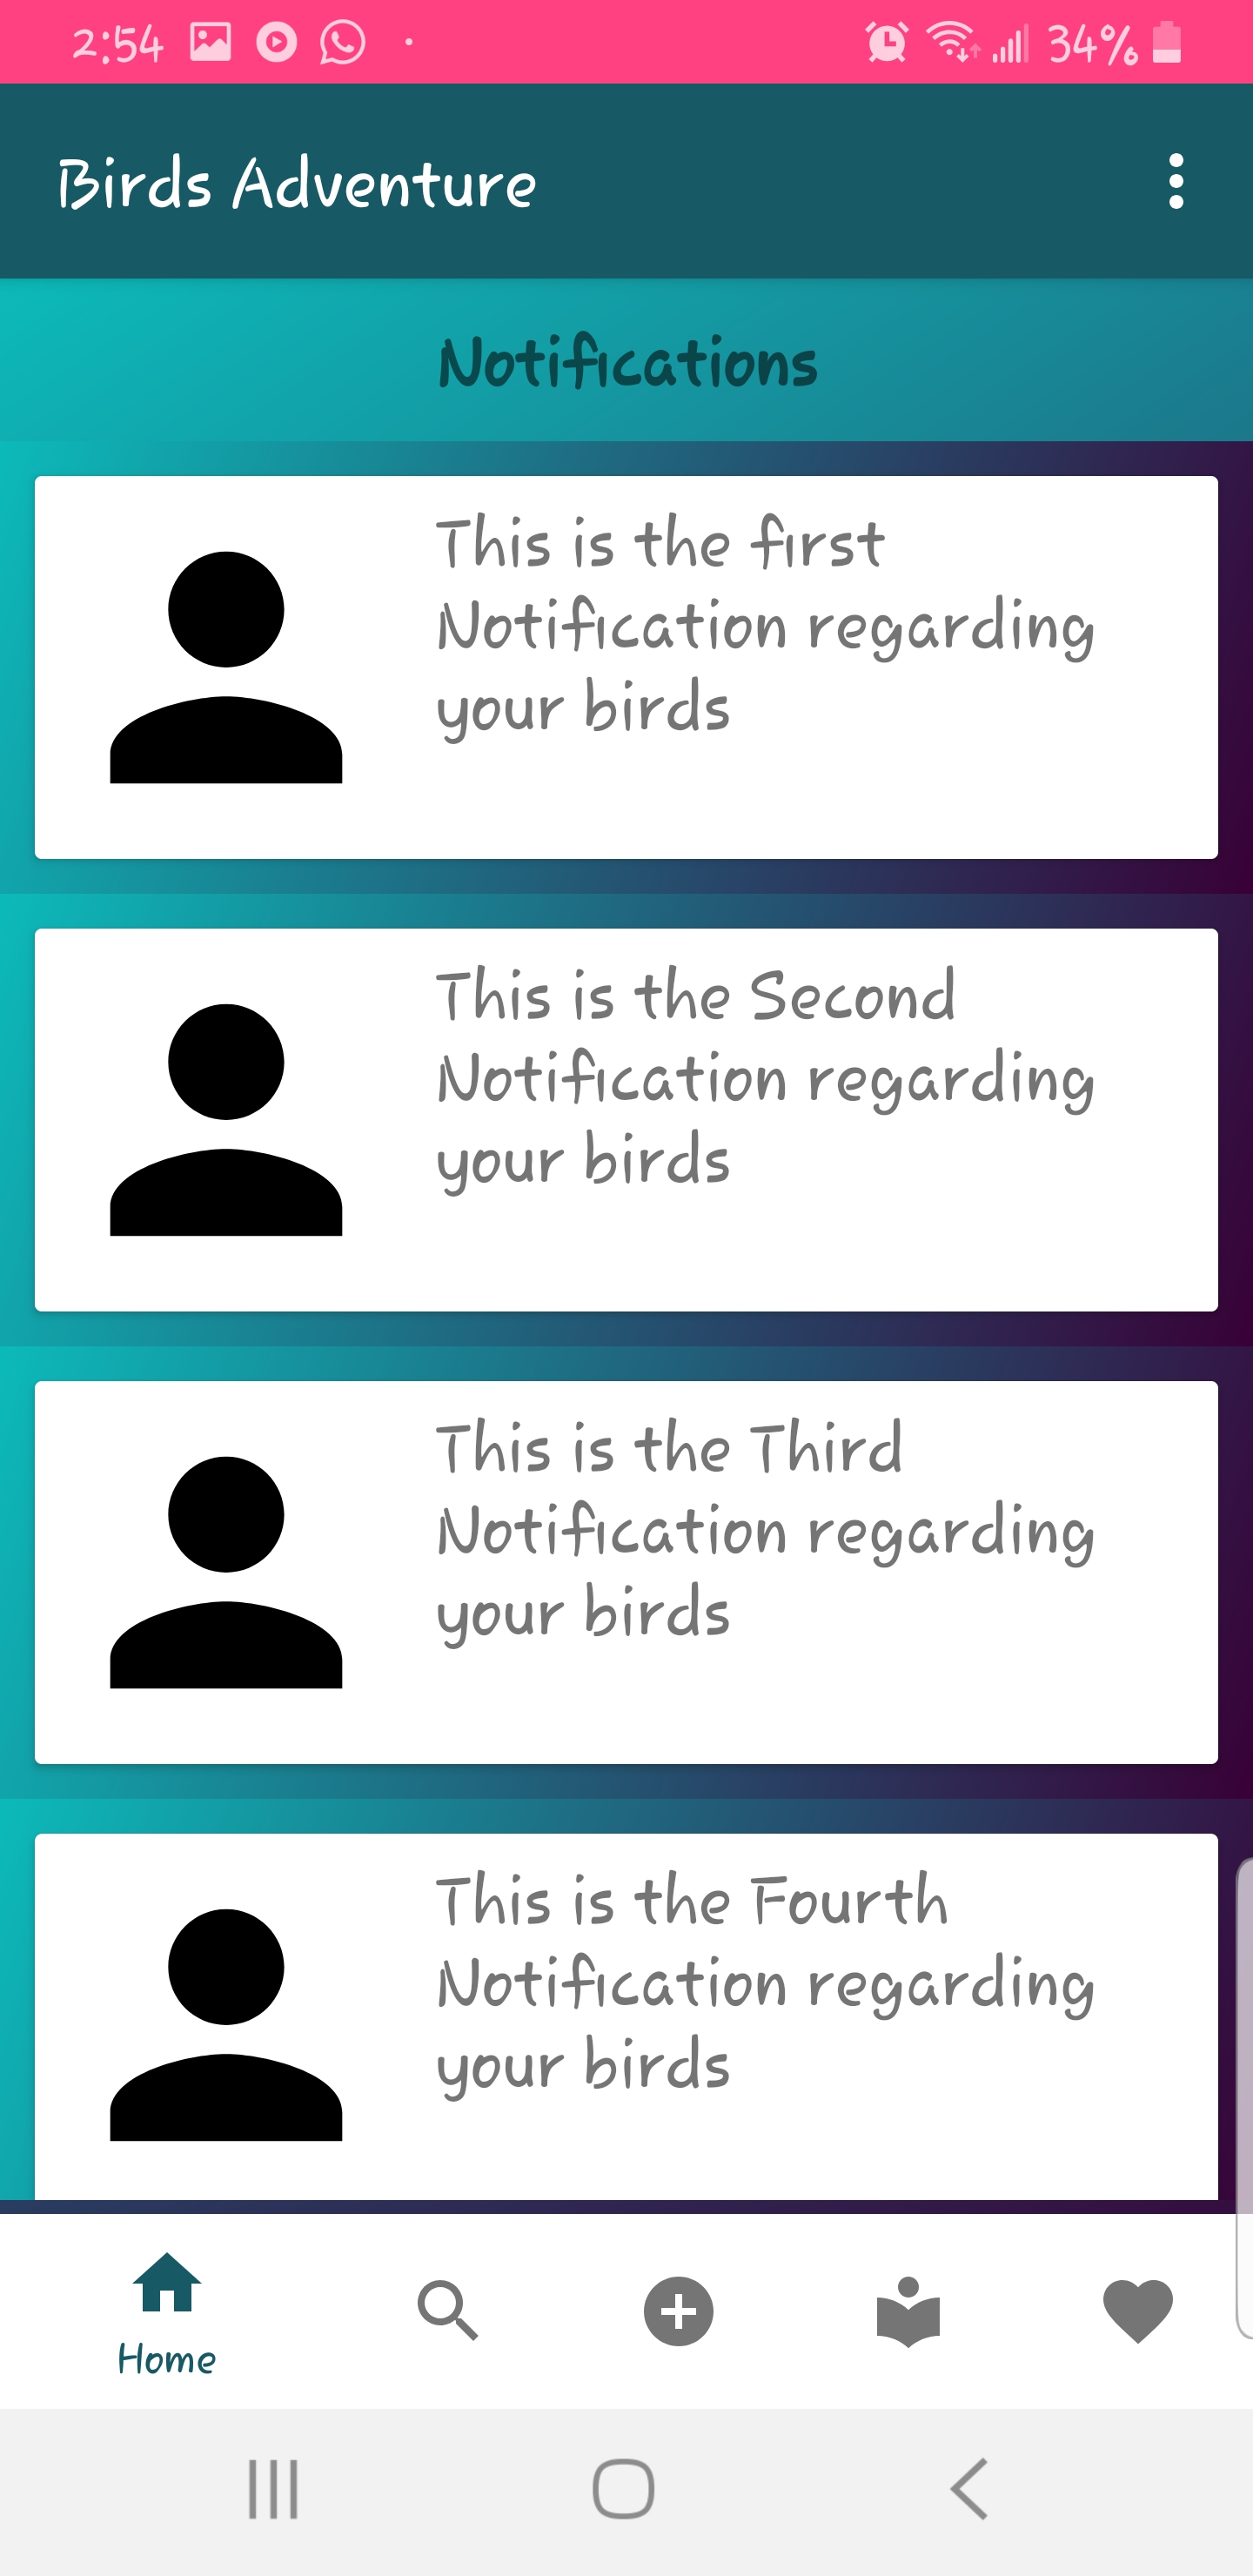 2:54 34%
Birds Adventure
Notifications
This is the first
Notification regarding
your birds
This is the Second
Notification regarding
your birds
This is the Third
Notification regarding
your birds
This is the Fourth
Notification regarding
your birds
Home